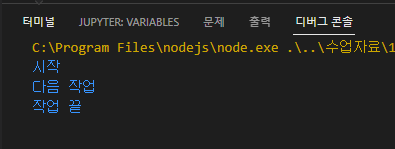 터미널 JUPYTER: VARIABLES 문제 출력 디버그 콘솔
C:\Program Files\nodejs\node.exe .\..\수업자료\1
시작
다음 작업
작업 끝